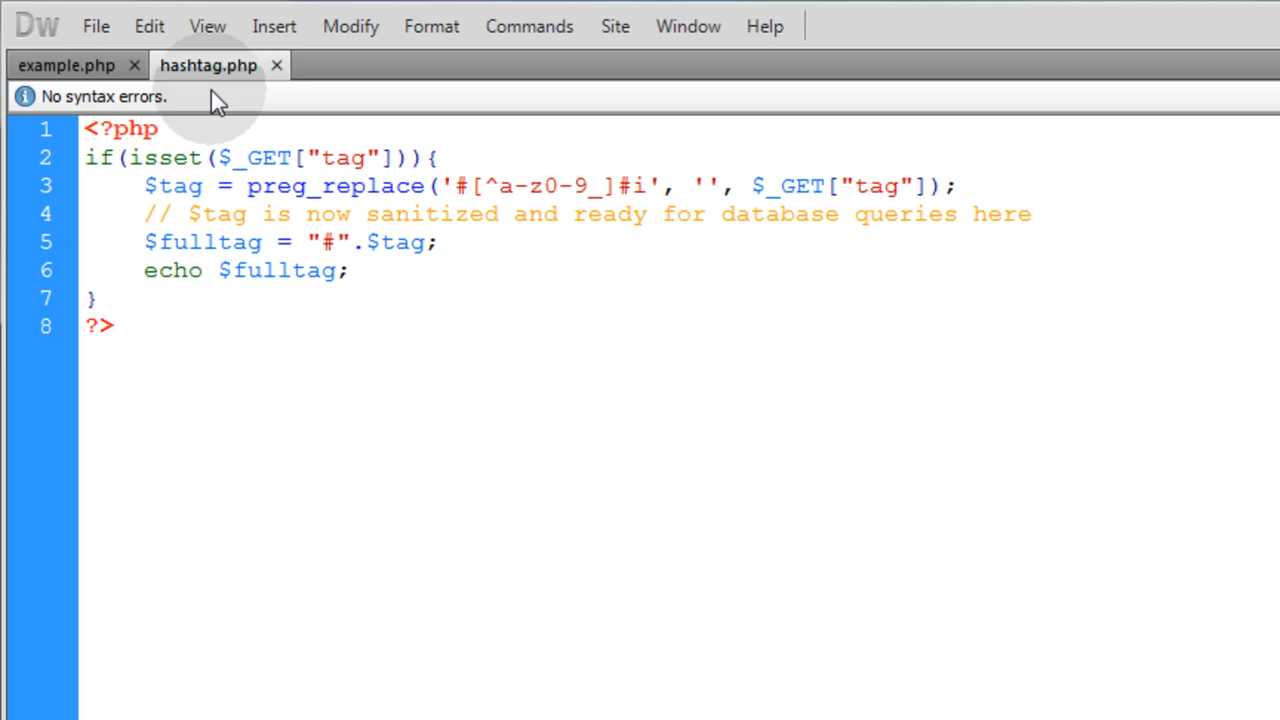 Dw File Edit View Insert Modify Format Commands Site Window Help
example.php × hashtag.php ×
No syntax errors.
1 <?php
2 if(isset($_GET["tag"])){
3 $tag = preg_replace('#[^a-z0-9_]#i', '', $_GET["tag"]);
4 // $tag is now sanitized and ready for database queries here
5 $fulltag = "#".$tag;
6 echo $fulltag;
7 }
8 ?>